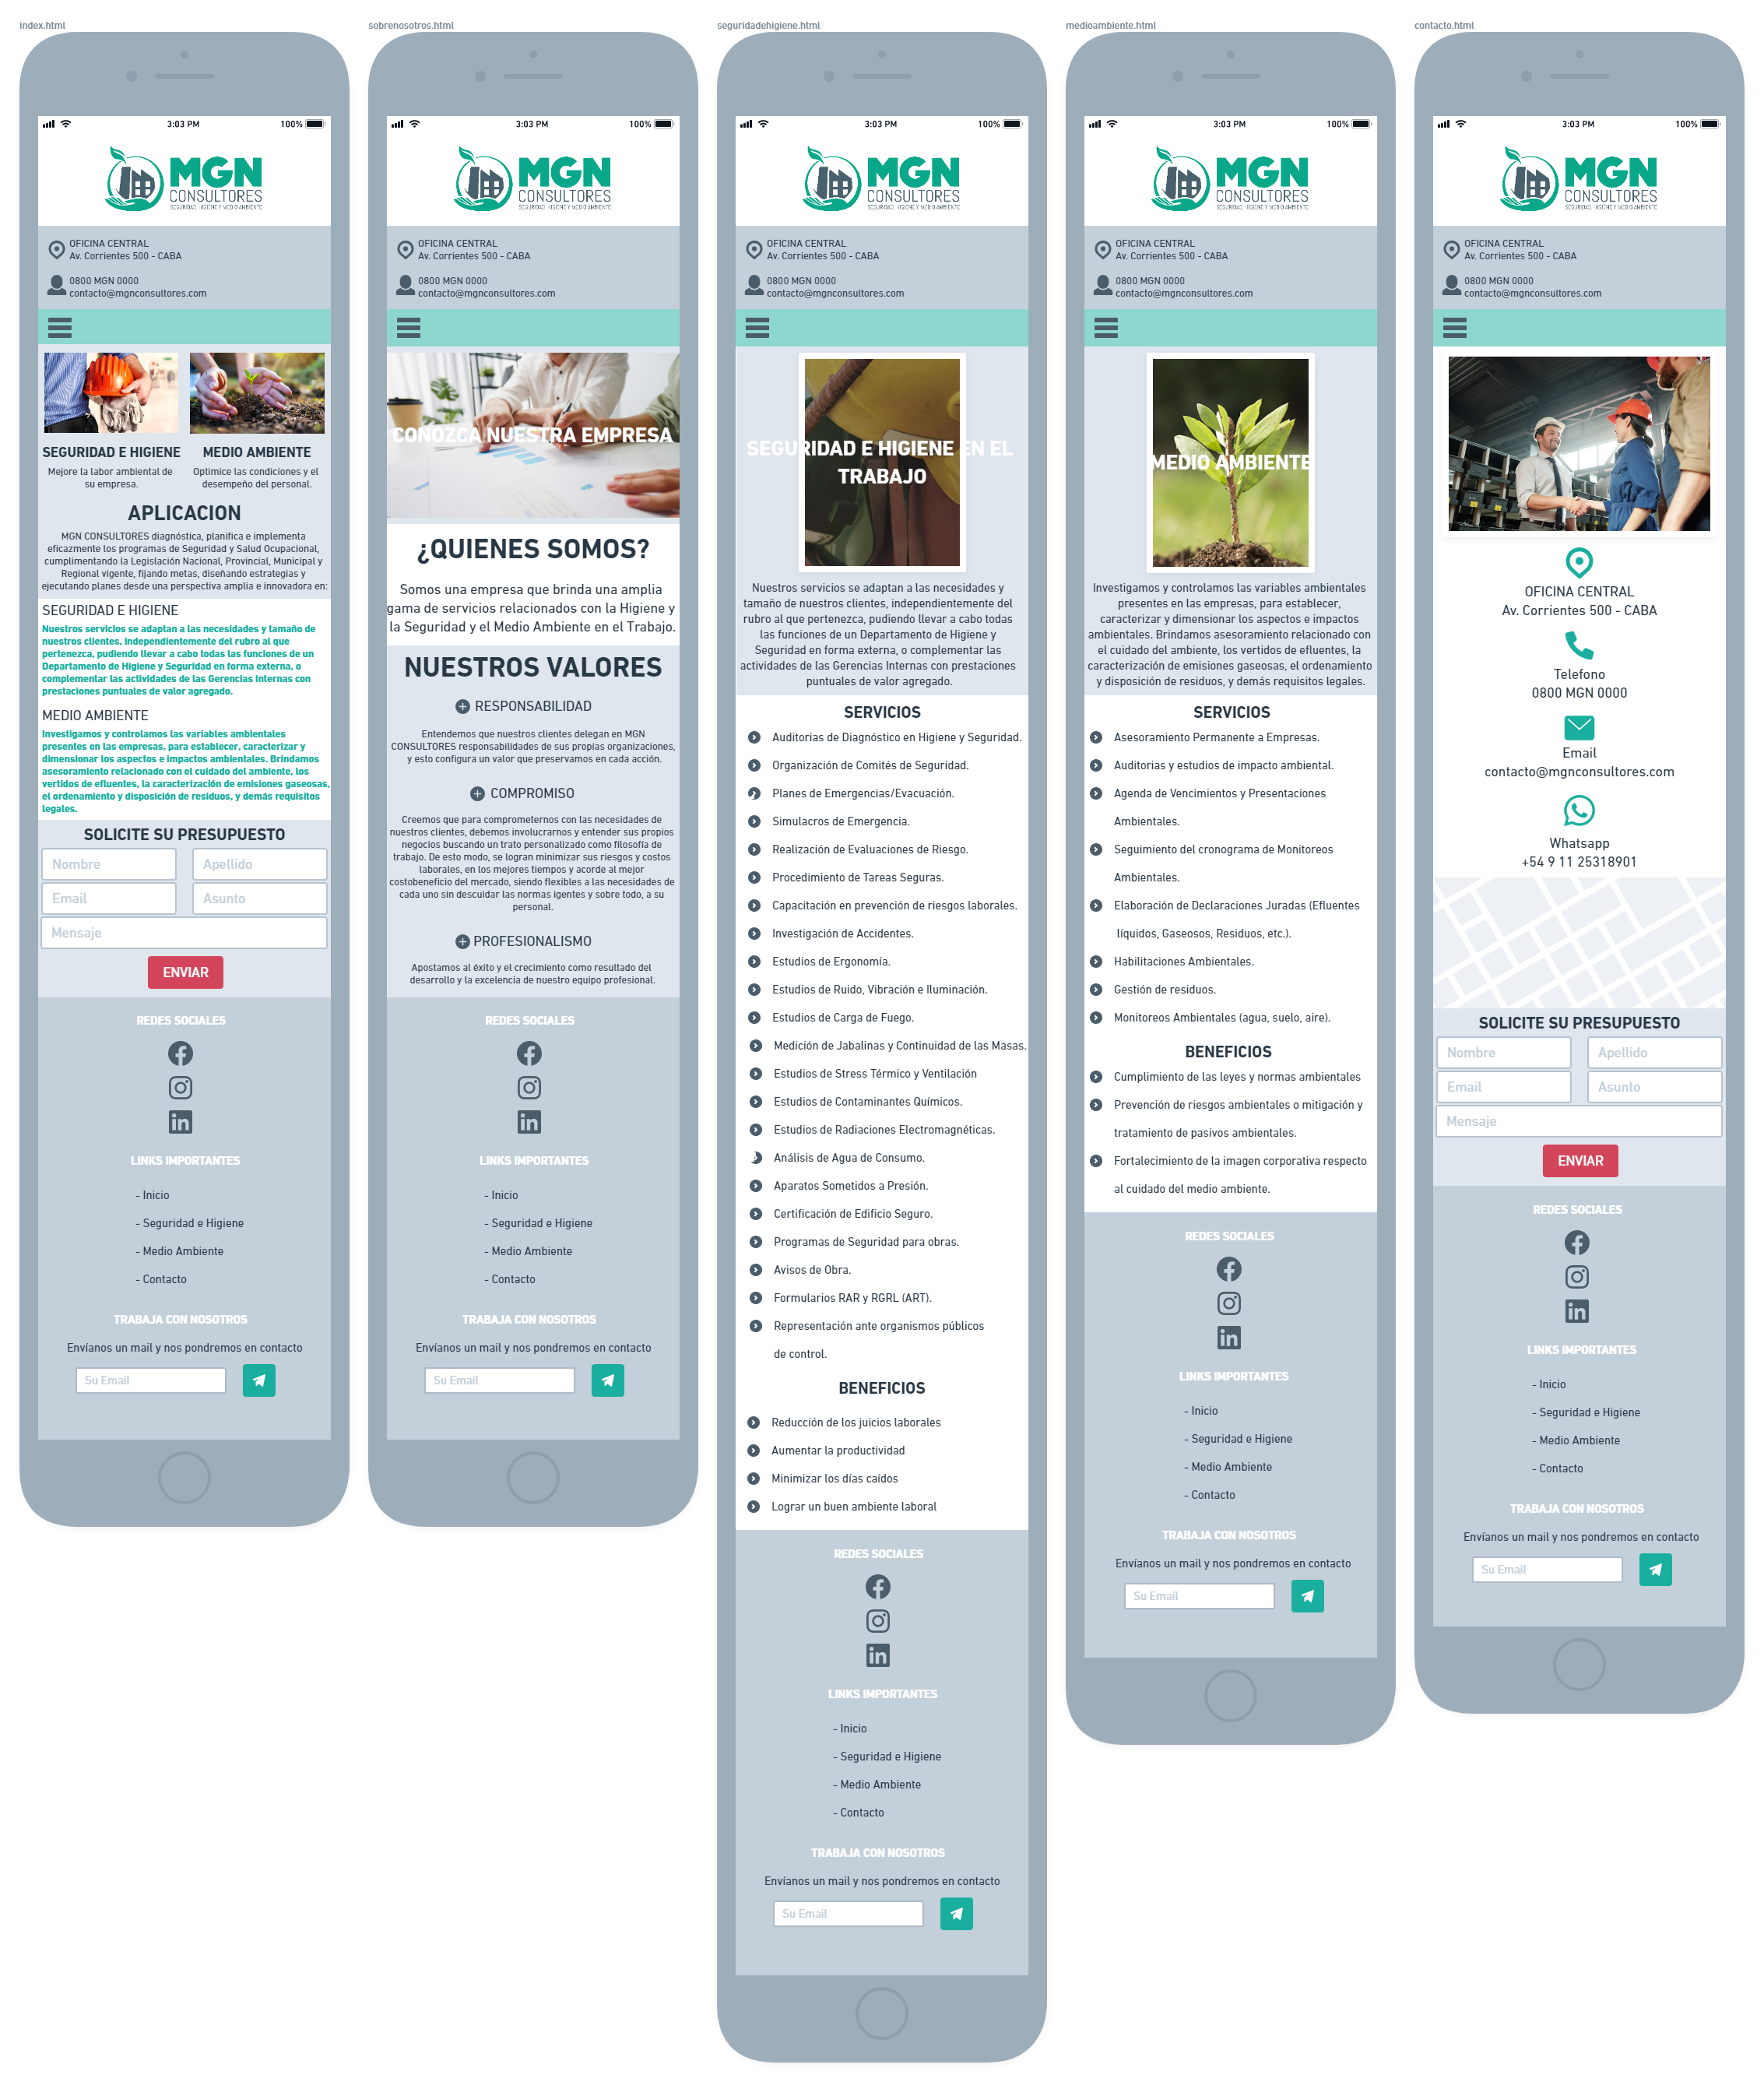 index.html
3:03 PM
100%
MGN
CONSULTORES
SEGURIDAD, HIGIENE Y MEDIO AMBIENTE
OFICINA CENTRAL
Av. Corrientes 500 - CABA
0800 MGN 0000
contacto@mgnconsultores.com
SEGURIDAD E HIGIENE
Mejore la labor ambiental de
su empresa.
MEDIO AMBIENTE
Optimice las condiciones y el
desempeño del personal.
APLICACION
MGN CONSULTORES diagnóstica, planifica e implementa
eficazmente los programas de Seguridad y Salud Ocupacional,
cumplimentando la Legislación Nacional, Provincial, Municipal y
Regional vigente, fijando metas, diseñando estrategias y
ejecutando planes desde una perspectiva amplia e innovadora en:
SEGURIDAD E HIGIENE
Nuestros servicios se adaptan a las necesidades y tamaño de
nuestros clientes, independientemente del rubro al que
pertenezca, pudiendo llevar a cabo todas las funciones de un
Departamento de Higiene y Seguridad en forma externa, o
complementar las actividades de las Gerencias Internas con
prestaciones puntuales de valor agregado.
MEDIO AMBIENTE
Investigamos y controlamos las variables ambientales
presentes en las empresas, para establecer, caracterizar y
dimensionar los aspectos e impactos ambientales. Brindamos
asesoramiento relacionado con el cuidado del ambiente, los
vertidos de efluentes, la caracterización de emisiones gaseosas,
el ordenamiento y disposición de residuos, y demás requisitos
legales.
SOLICITE SU PRESUPUESTO
Nombre
Apellido
Email
Asunto
Mensaje
ENVIAR
REDES SOCIALES
LINKS IMPORTANTES
- Inicio
- Seguridad e Higiene
- Medio Ambiente
- Contacto
TRABAJA CON NOSOTROS
Envíanos un mail y nos pondremos en contacto
Su Email
sobrenosotros.html
3:03 PM
100%
MGN
CONSULTORES
SEGURIDAD, HIGIENE Y MEDIO AMBIENTE
OFICINA CENTRAL
Av. Corrientes 500 - CABA
0800 MGN 0000
contacto@mgnconsultores.com
CONOZCA NUESTRA EMPRESA
¿QUIENES SOMOS?
Somos una empresa que brinda una amplia
gama de servicios relacionados con la Higiene y
la Seguridad y el Medio Ambiente en el Trabajo.
NUESTROS VALORES
RESPONSABILIDAD
Entendemos que nuestros clientes delegan en MGN
CONSULTORES responsabilidades de sus propias organizaciones,
y esto configura un valor que preservamos en cada acción.
COMPROMISO
Creemos que para comprometernos con las necesidades de
nuestros clientes, debemos involucrarnos y entender sus propios
negocios buscando un trato personalizado como filosofía de
trabajo. De esto modo, se logran minimizar sus riesgos y costos
laborales, en los mejores tiempos y acorde al mejor
costobeneficio del mercado, siendo flexibles a las necesidades de
cada uno sin descuidar las normas igentes y sobre todo, a su
personal.
PROFESIONALISMO
Apostamos al éxito y el crecimiento como resultado del
desarrollo y la excelencia de nuestro equipo profesional.
REDES SOCIALES
LINKS IMPORTANTES
- Inicio
- Seguridad e Higiene
- Medio Ambiente
- Contacto
TRABAJA CON NOSOTROS
Envíanos un mail y nos pondremos en contacto
Su Email
seguridadehigiene.html
3:03 PM
100%
MGN
CONSULTORES
SEGURIDAD, HIGIENE Y MEDIO AMBIENTE
OFICINA CENTRAL
Av. Corrientes 500 - CABA
0800 MGN 0000
contacto@mgnconsultores.com
SEGURIDAD E HIGIENE EN EL
TRABAJO
Nuestros servicios se adaptan a las necesidades y
tamaño de nuestros clientes, independientemente del
rubro al que pertenezca, pudiendo llevar a cabo todas
las funciones de un Departamento de Higiene y
Seguridad en forma externa, o complementar las
actividades de las Gerencias Internas con prestaciones
puntuales de valor agregado.
SERVICIOS
Auditorias de Diagnóstico en Higiene y Seguridad.
Organización de Comités de Seguridad.
Planes de Emergencias/Evacuación.
Simulacros de Emergencia.
Realización de Evaluaciones de Riesgo.
Procedimiento de Tareas Seguras.
Capacitación en prevención de riesgos laborales.
Investigación de Accidentes.
Estudios de Ergonomía.
Estudios de Ruido, Vibración e Iluminación.
Estudios de Carga de Fuego.
Medición de Jabalinas y Continuidad de las Masas.
Estudios de Stress Térmico y Ventilación
Estudios de Contaminantes Químicos.
Estudios de Radiaciones Electromagnéticas.
Análisis de Agua de Consumo.
Aparatos Sometidos a Presión.
Certificación de Edificio Seguro.
Programas de Seguridad para obras.
Avisos de Obra.
Formularios RAR y RGRL (ART).
Representación ante organismos públicos
de control.
BENEFICIOS
Reducción de los juicios laborales
Aumentar la productividad
Minimizar los días caídos
Lograr un buen ambiente laboral
REDES SOCIALES
LINKS IMPORTANTES
- Inicio
- Seguridad e Higiene
- Medio Ambiente
- Contacto
TRABAJA CON NOSOTROS
Envíanos un mail y nos pondremos en contacto
Su Email
medioambiente.html
3:03 PM
100%
MGN
CONSULTORES
SEGURIDAD, HIGIENE Y MEDIO AMBIENTE
OFICINA CENTRAL
Av. Corrientes 500 - CABA
0800 MGN 0000
contacto@mgnconsultores.com
MEDIO AMBIENTE
Investigamos y controlamos las variables ambientales
presentes en las empresas, para establecer,
caracterizar y dimensionar los aspectos e impactos
ambientales. Brindamos asesoramiento relacionado con
el cuidado del ambiente, los vertidos de efluentes, la
caracterización de emisiones gaseosas, el ordenamiento
y disposición de residuos, y demás requisitos legales.
SERVICIOS
Asesoramiento Permanente a Empresas.
Auditorias y estudios de impacto ambiental.
Agenda de Vencimientos y Presentaciones
Ambientales.
Seguimiento del cronograma de Monitoreos
Ambientales.
Elaboración de Declaraciones Juradas (Efluentes
líquidos, Gaseosos, Residuos, etc.).
Habilitaciones Ambientales.
Gestión de residuos.
Monitoreos Ambientales (agua, suelo, aire).
BENEFICIOS
Cumplimiento de las leyes y normas ambientales
Prevención de riesgos ambientales o mitigación y
tratamiento de pasivos ambientales.
Fortalecimiento de la imagen corporativa respecto
al cuidado del medio ambiente.
REDES SOCIALES
LINKS IMPORTANTES
- Inicio
- Seguridad e Higiene
- Medio Ambiente
- Contacto
TRABAJA CON NOSOTROS
Envíanos un mail y nos pondremos en contacto
Su Email
contacto.html
3:03 PM
100%
MGN
CONSULTORES
SEGURIDAD, HIGIENE Y MEDIO AMBIENTE
OFICINA CENTRAL
Av. Corrientes 500 - CABA
0800 MGN 0000
contacto@mgnconsultores.com
OFICINA CENTRAL
Av. Corrientes 500 - CABA
Telefono
0800 MGN 0000
Email
contacto@mgnconsultores.com
Whatsapp
+54 9 11 25318901
SOLICITE SU PRESUPUESTO
Nombre
Apellido
Email
Asunto
Mensaje
ENVIAR
REDES SOCIALES
LINKS IMPORTANTES
- Inicio
- Seguridad e Higiene
- Medio Ambiente
- Contacto
TRABAJA CON NOSOTROS
Envíanos un mail y nos pondremos en contacto
Su Email